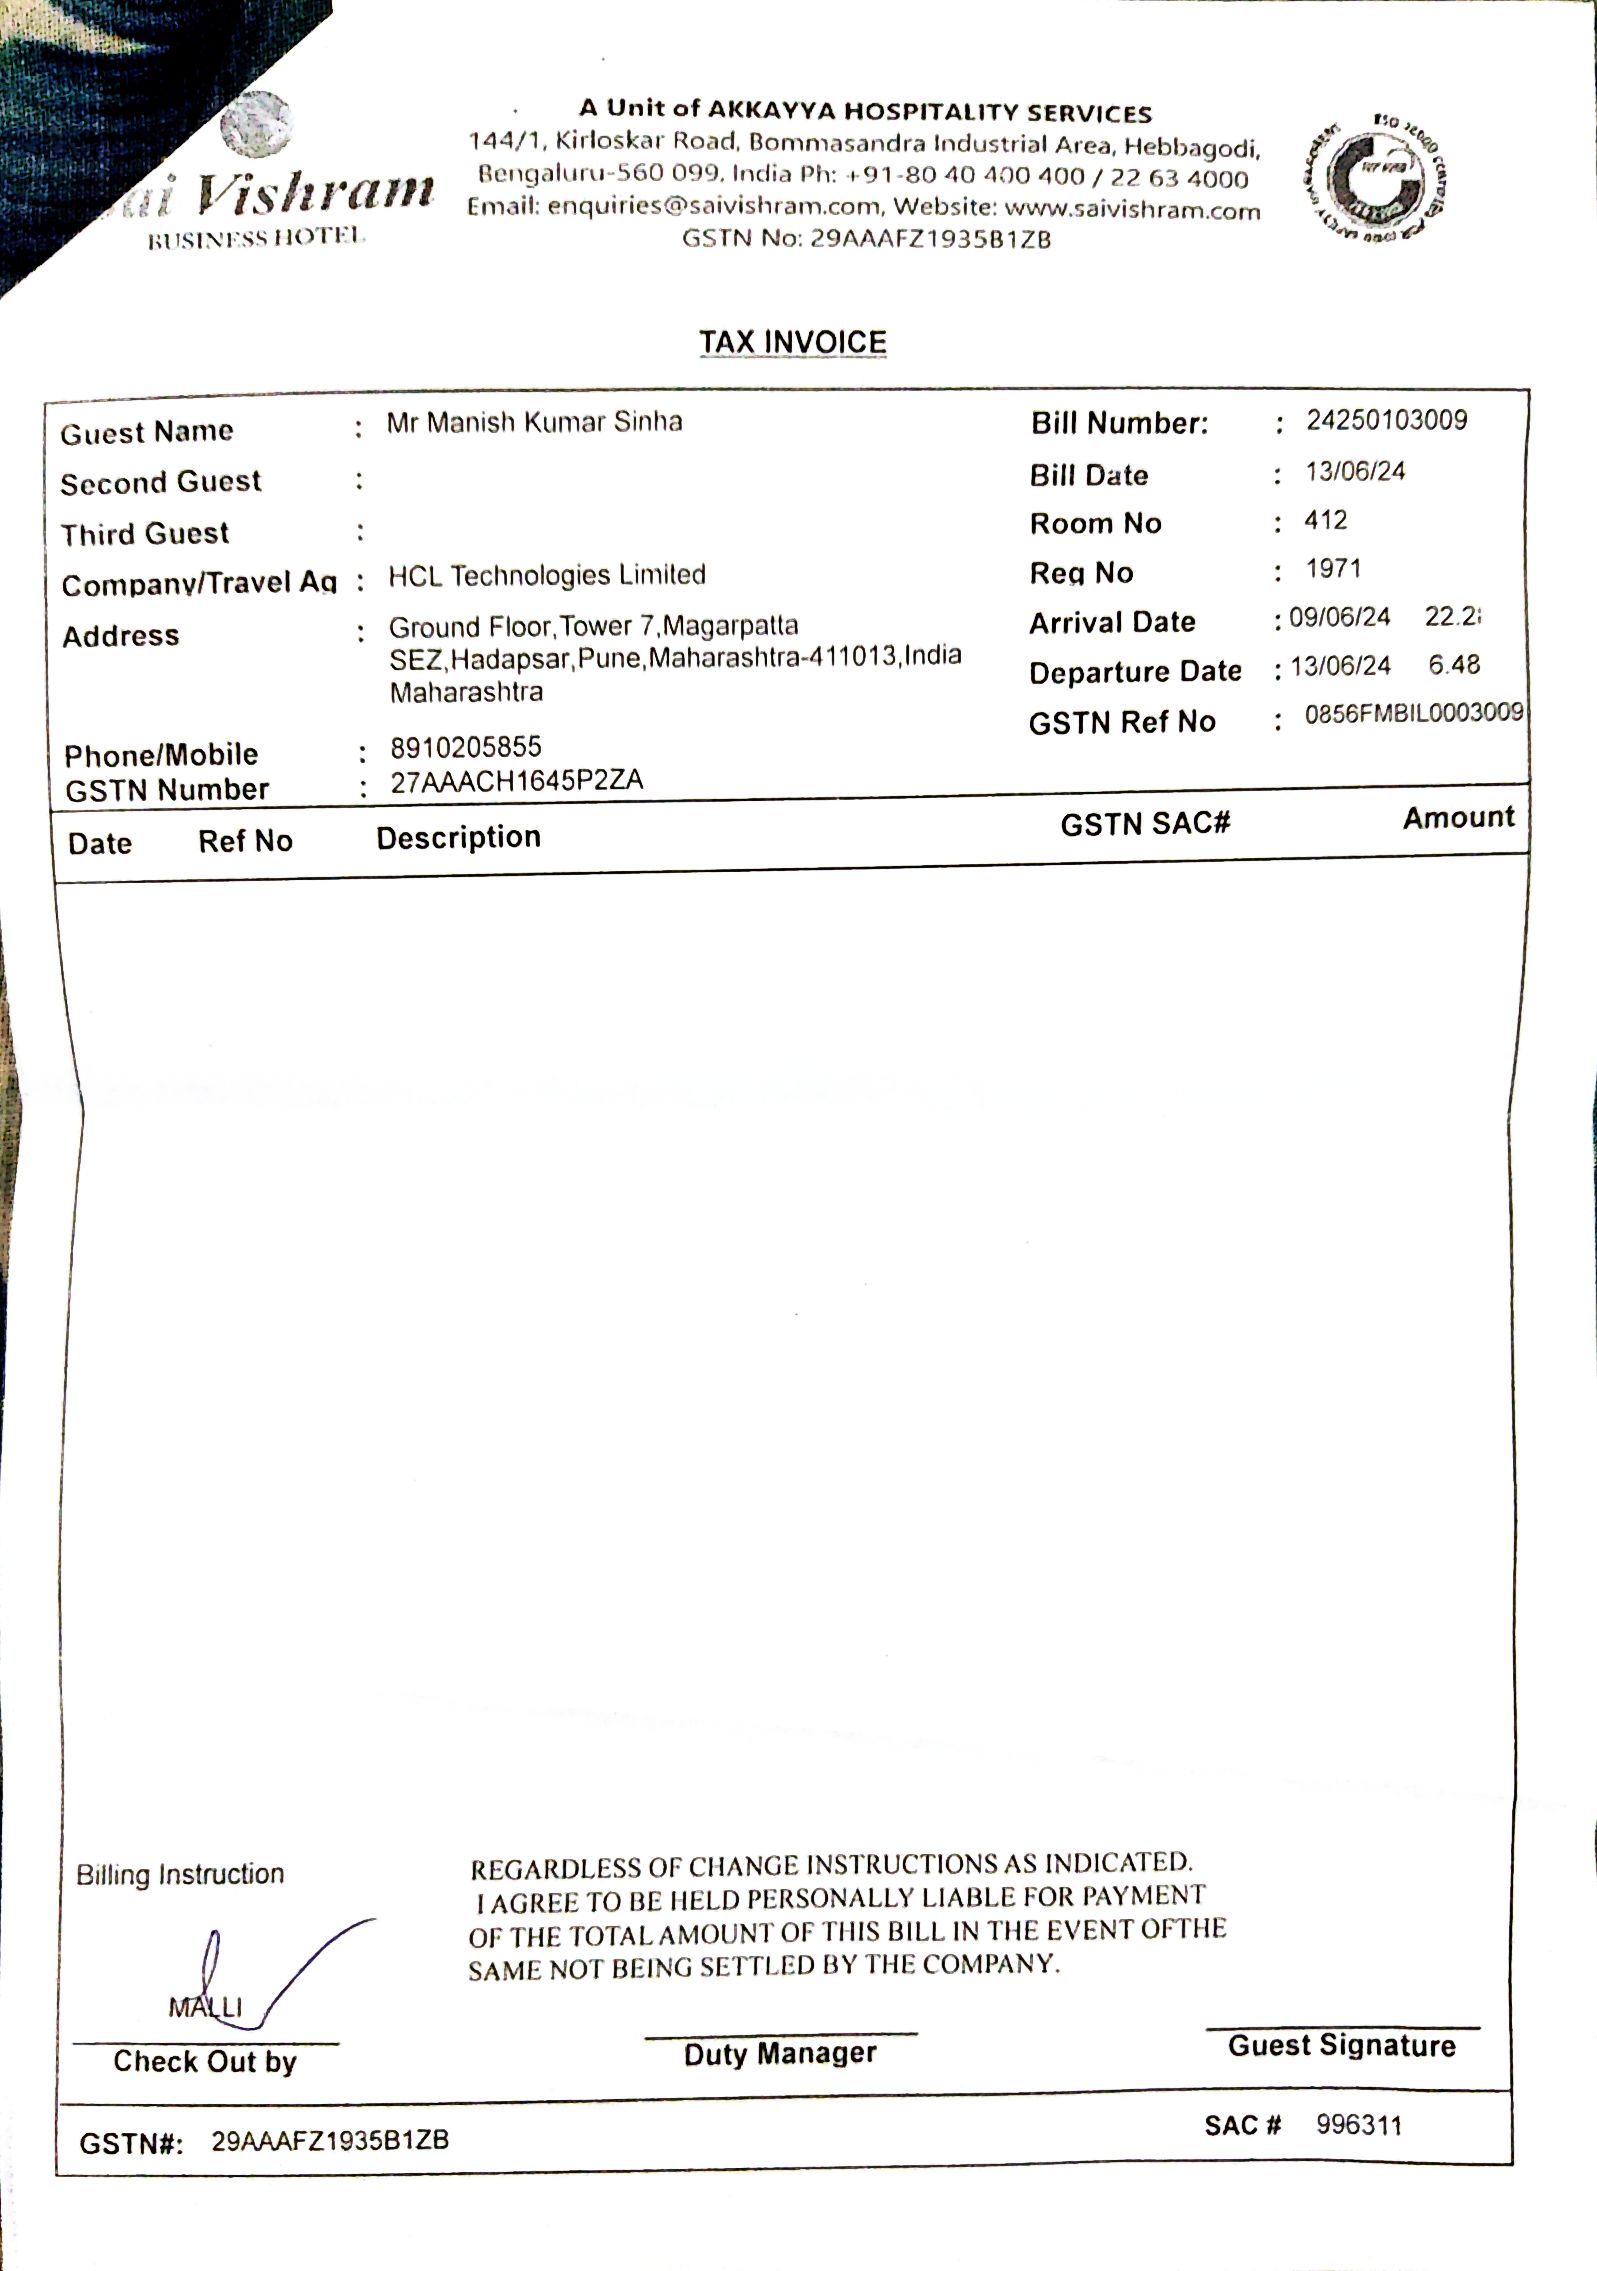 Vishram
BUSINESS HOTEL
A Unit of AKKAYYA HOSPITALITY SERVICES
144/1, Kirloskar Road, Bommasandra Industrial Area, Hebbagodi,
Bengaluru-560 099, India Ph: +91-80 40 400 400 / 22 63 4000
Email: enquiries@saivishram.com, Website: www.saivishram.com
GSTN No: 29AAAFZ1935B1ZB
TAX INVOICE
Guest Name : Mr Manish Kumar Sinha
Second Guest :
Third Guest :
Company/Travel Ag : HCL Technologies Limited
Address : Ground Floor,Tower 7,Magarpatta
SEZ,Hadapsar,Pune,Maharashtra-411013,India
Maharashtra
Phone/Mobile : 8910205855
GSTN Number : 27AAACH1645P2ZA
Bill Number: : 24250103009
Bill Date : 13/06/24
Room No : 412
Reg No : 1971
Arrival Date : 09/06/24
Departure Date : 13/06/24 6.48
GSTN Ref No : 0856FMBIL0003009
Date Ref No Description GSTN SAC# Amount
Billing Instruction
REGARDLESS OF CHANGE INSTRUCTIONS AS INDICATED.
I AGREE TO BE HELD PERSONALLY LIABLE FOR PAYMENT
OF THE TOTAL AMOUNT OF THIS BILL IN THE EVENT OFTHE
SAME NOT BEING SETTLED BY THE COMPANY.
MALLI
Check Out by Duty Manager Guest Signature
GSTN#: 29AAAFZ1935B1ZB SAC # 996311